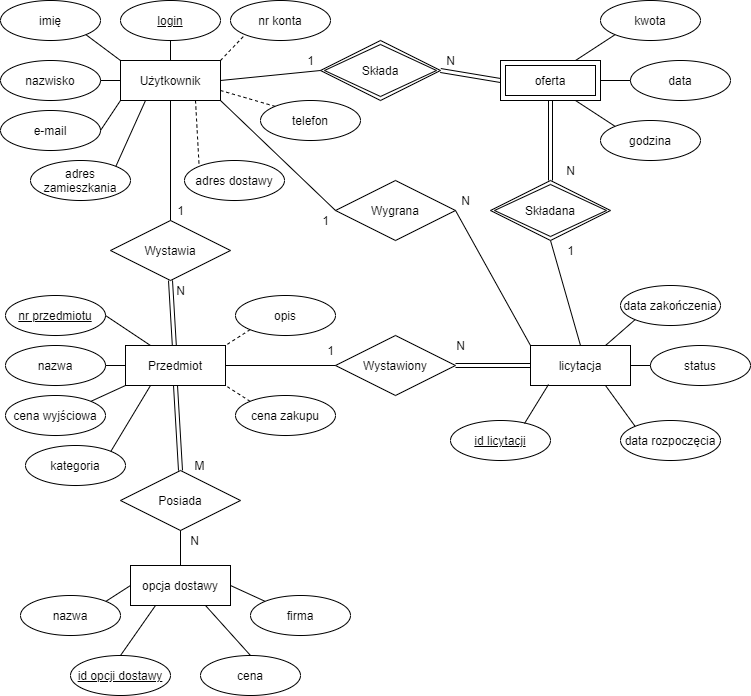 imię
login
nr konta
kwota
Użytkownik
1
Składa
N
oferta
nazwisko
data
e-mail
telefon
godzina
adres
zamieszkania
adres dostawy
N
1
Wygrana
N
1
Składana
1
Wystawia
1
N
nr przedmiotu
opis
data zakończenia
nazwa
Przedmiot
1
Wystawiony
N
licytacja
status
cena wyjściowa
cena zakupu
id licytacji
data rozpoczęcia
kategoria
M
Posiada
N
opcja dostawy
nazwa
firma
id opcji dostawy
cena